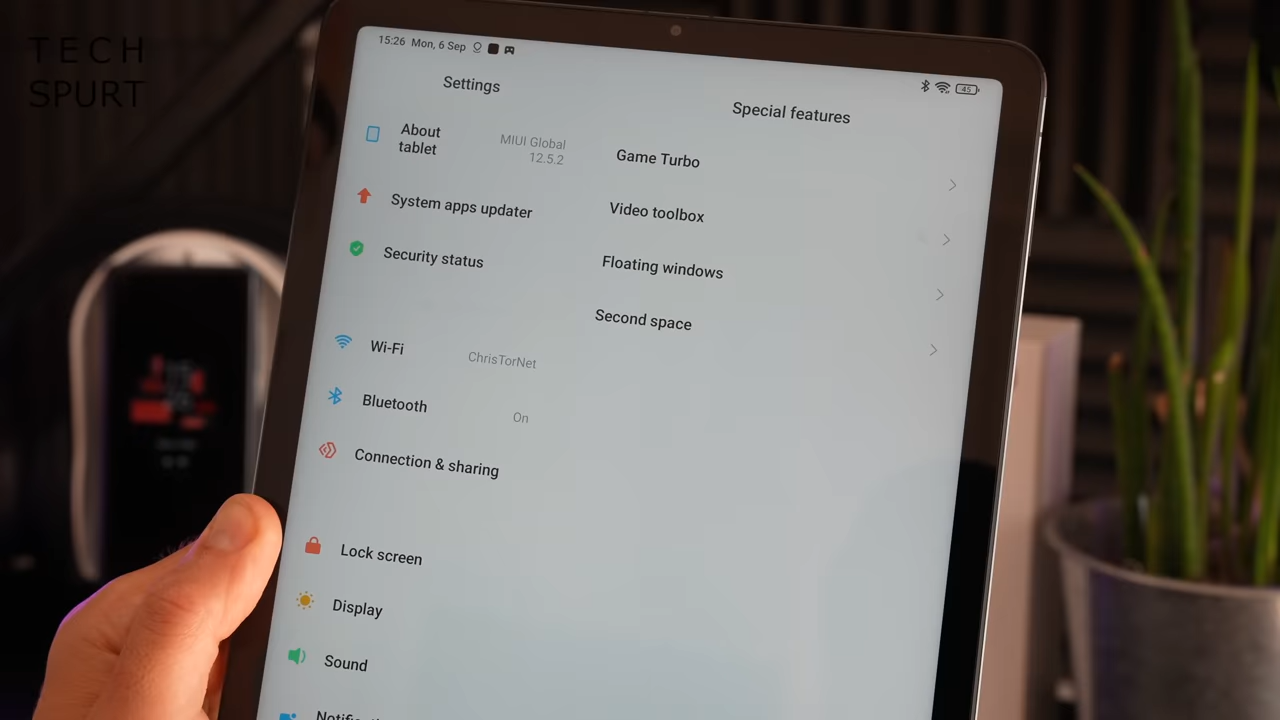 TECH
SPURT
15:26 Mon, 6 Sep
45
Settings
About
tablet
MIUI Global
12.5.2
System apps updater
Security status
Wi-Fi
ChrisTorNet
Bluetooth
On
Connection & sharing
Lock screen
Display
Sound
Special features
Game Turbo
Video toolbox
Floating windows
Second space